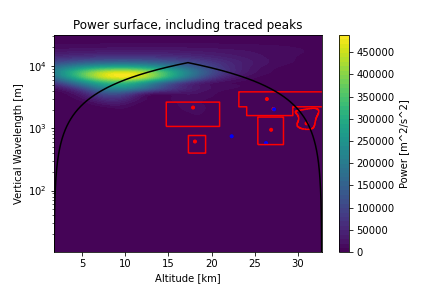 Power surface, including traced peaks
Vertical Wavelength [m]
10^4
10^3
10^2
5 10 15 20 25 30
Altitude [km]
450000
400000
350000
300000
250000
200000
150000
100000
50000
0
Power [m^2/s^2]